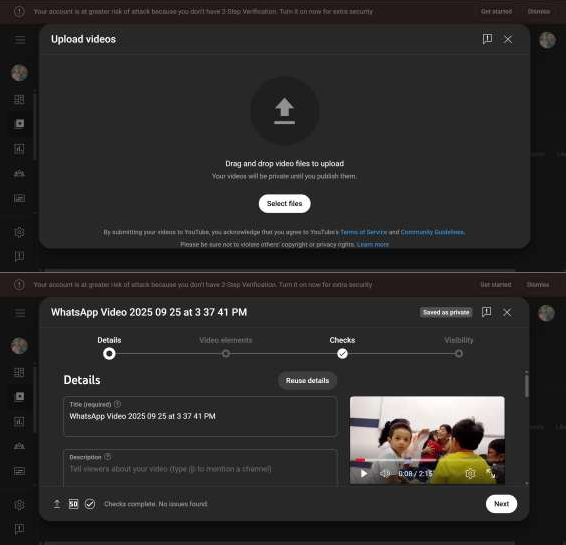 Your account is at greater risk of attack because you don't have 2-Step Verification. Turn it on now for extra security
Get started
Dismiss
Upload videos
Drag and drop video files to upload
Your videos will be private until you publish them.
Select files
By submitting your videos to YouTube, you acknowledge that you agree to YouTube's Terms of Service and Community Guidelines.
Please be sure not to violate others' copyright or privacy rights. Learn more
Your account is at greater risk of attack because you don't have 2-Step Verification. Turn it on now for extra security
Get started
Dismiss
WhatsApp Video 2025 09 25 at 3 37 41 PM
Saved as private
Details
Video elements
Checks
Visibility
Details
Reuse details
Title (required)
WhatsApp Video 2025 09 25 at 3 37 41 PM
Description
Tell viewers about your video (type @ to mention a channel)
0:08 / 2:15
SD
Checks complete. No issues found.
Next